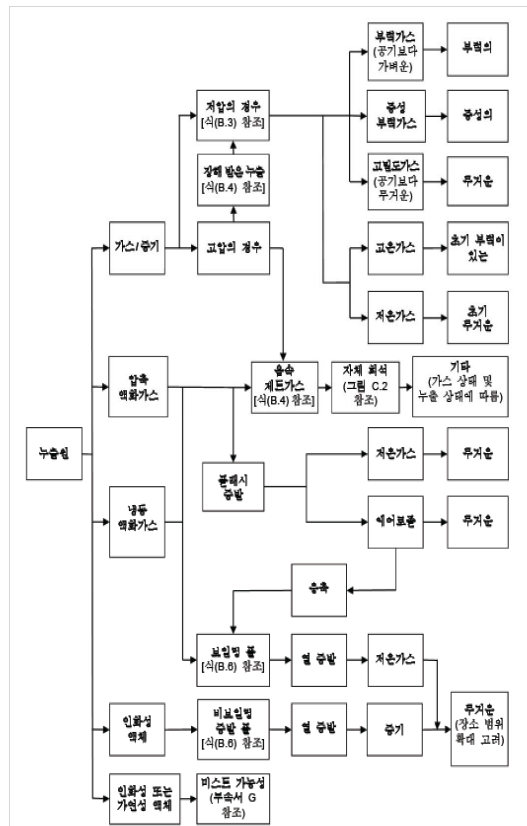 부력가스
(공기보다
가벼운)
부력의
저압의 경우
[식(B.3) 참조]
중성
부력가스
중성의
장해 받은 누출
[식(B.4) 참조]
고밀도가스
(공기보다
무거운)
무거운
가스/증기
고압의 경우
고온가스
초기 부력이
있는
저온가스
초기
무거운
압축
액화가스
음속
제트가스
[식(B.4) 참조]
자체 희석
(그림 C.2
참조)
기타
(가스 상태 및
누출 상태에 따름)
누출원
플래시
증발
저온가스
무거운
냉동
액화가스
에어로졸
무거운
응축
보일링 풀
[식(B.6) 참조]
열 증발
저온가스
인화성
액체
비보일링
증발 풀
[식(B.6) 참조]
열 증발
증기
무거운
(장소 범위
확대 고려)
인화성 또는
가연성 액체
미스트 가능성
(부속서 G
참조)